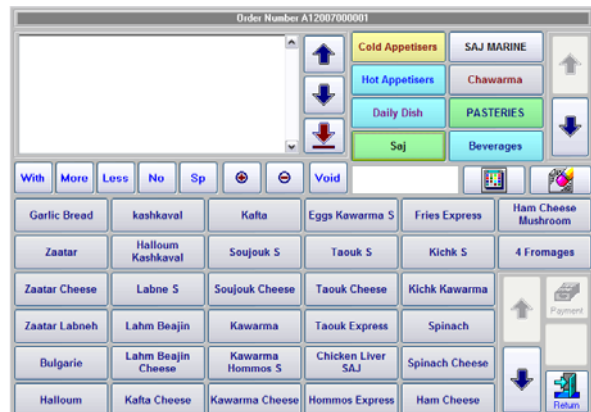 Order Number A12007000001
Cold Appetisers
SAJ MARINE
Hot Appetisers
Chawarma
Daily Dish
PASTERIES
Saj
Beverages
With
More
Less
No
Sp
Void
Garlic Bread
kashkaval
Kafta
Eggs Kawarma S
Fries Express
Ham Cheese
Mushroom
Zaatar
Halloum
Kashkaval
Soujouk S
Taouk S
Kichk S
4 Fromages
Zaatar Cheese
Labne S
Soujouk Cheese
Taouk Cheese
Kichk Kawarma
Payment
Zaatar Labneh
Lahm Beajin
Kawarma
Taouk Express
Spinach
Bulgarie
Lahm Beajin
Cheese
Kawarma
Hommos S
Chicken Liver
SAJ
Spinach Cheese
Halloum
Kafta Cheese
Kawarma Cheese
Hommos Express
Ham Cheese
Return